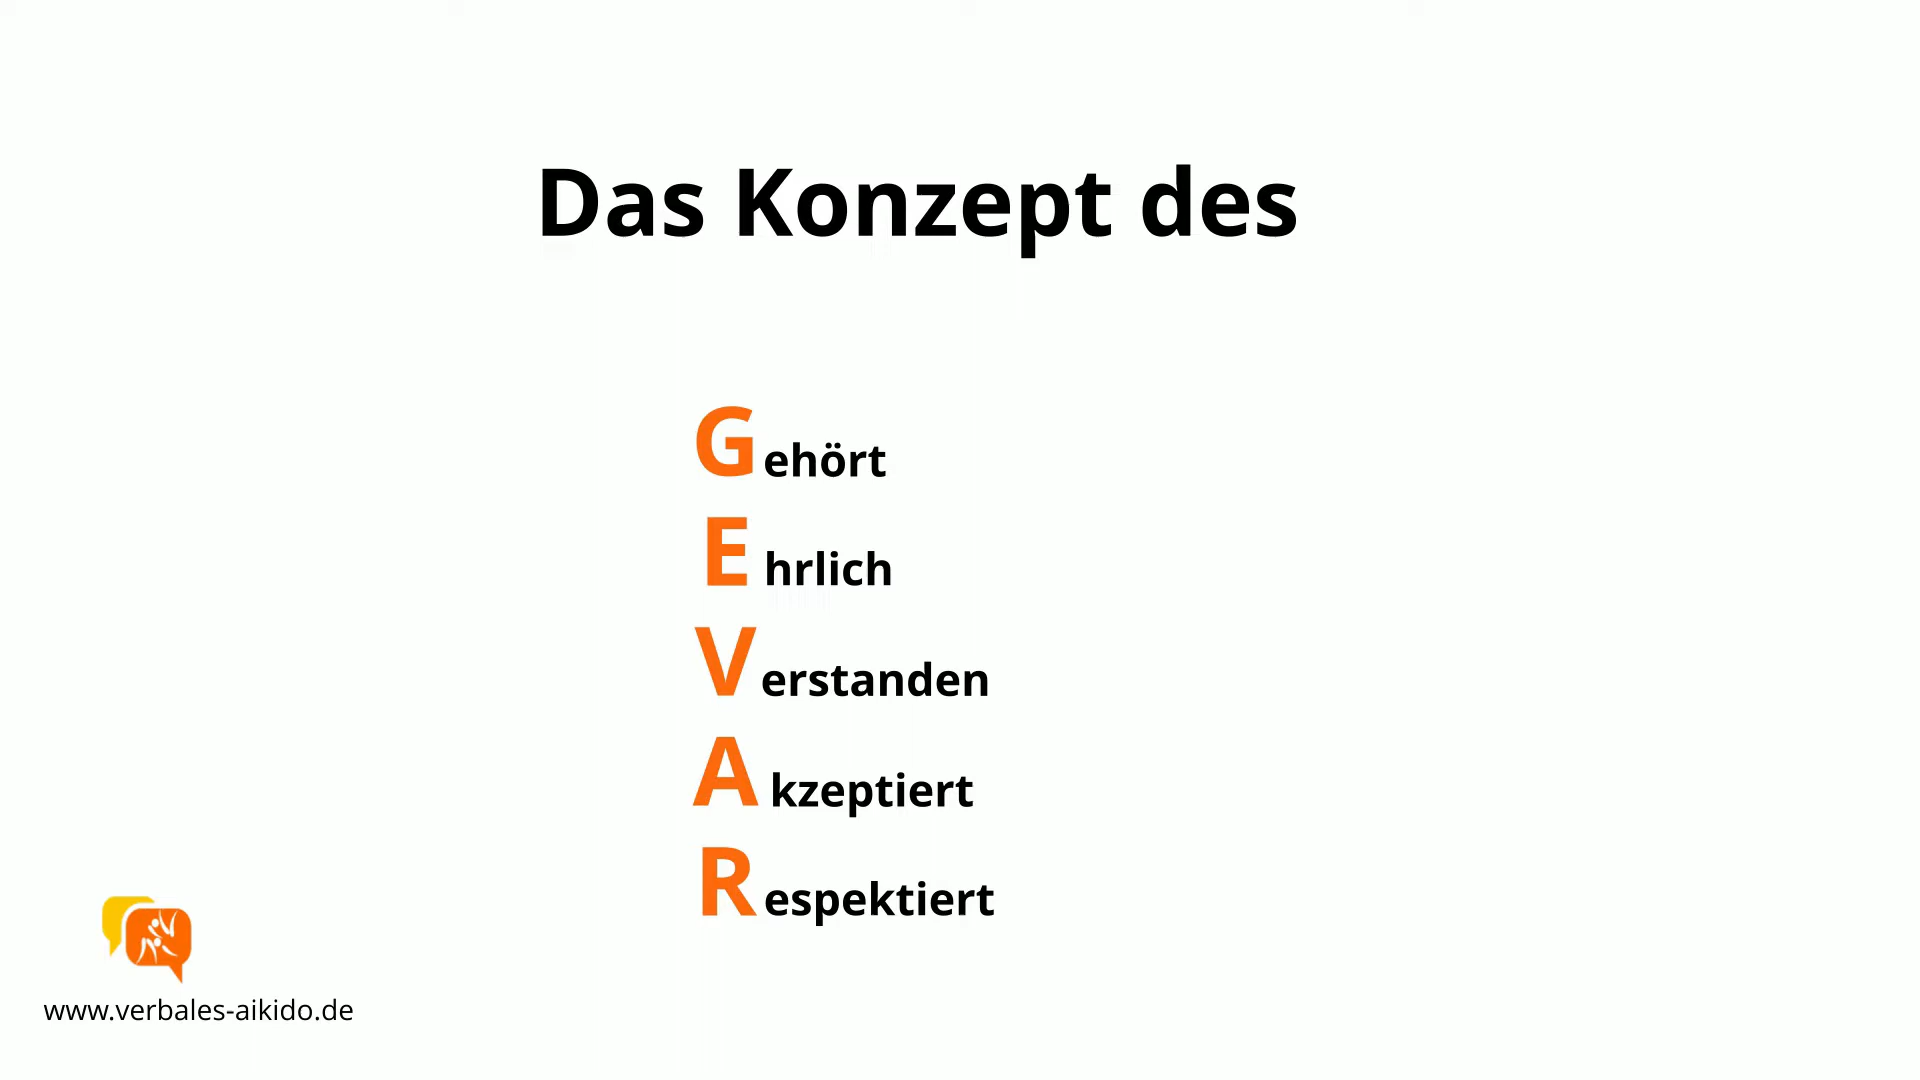 Das Konzept des
Gehört
Ehrlich
Verstanden
Akzeptiert
Respektiert
www.verbales-aikido.de